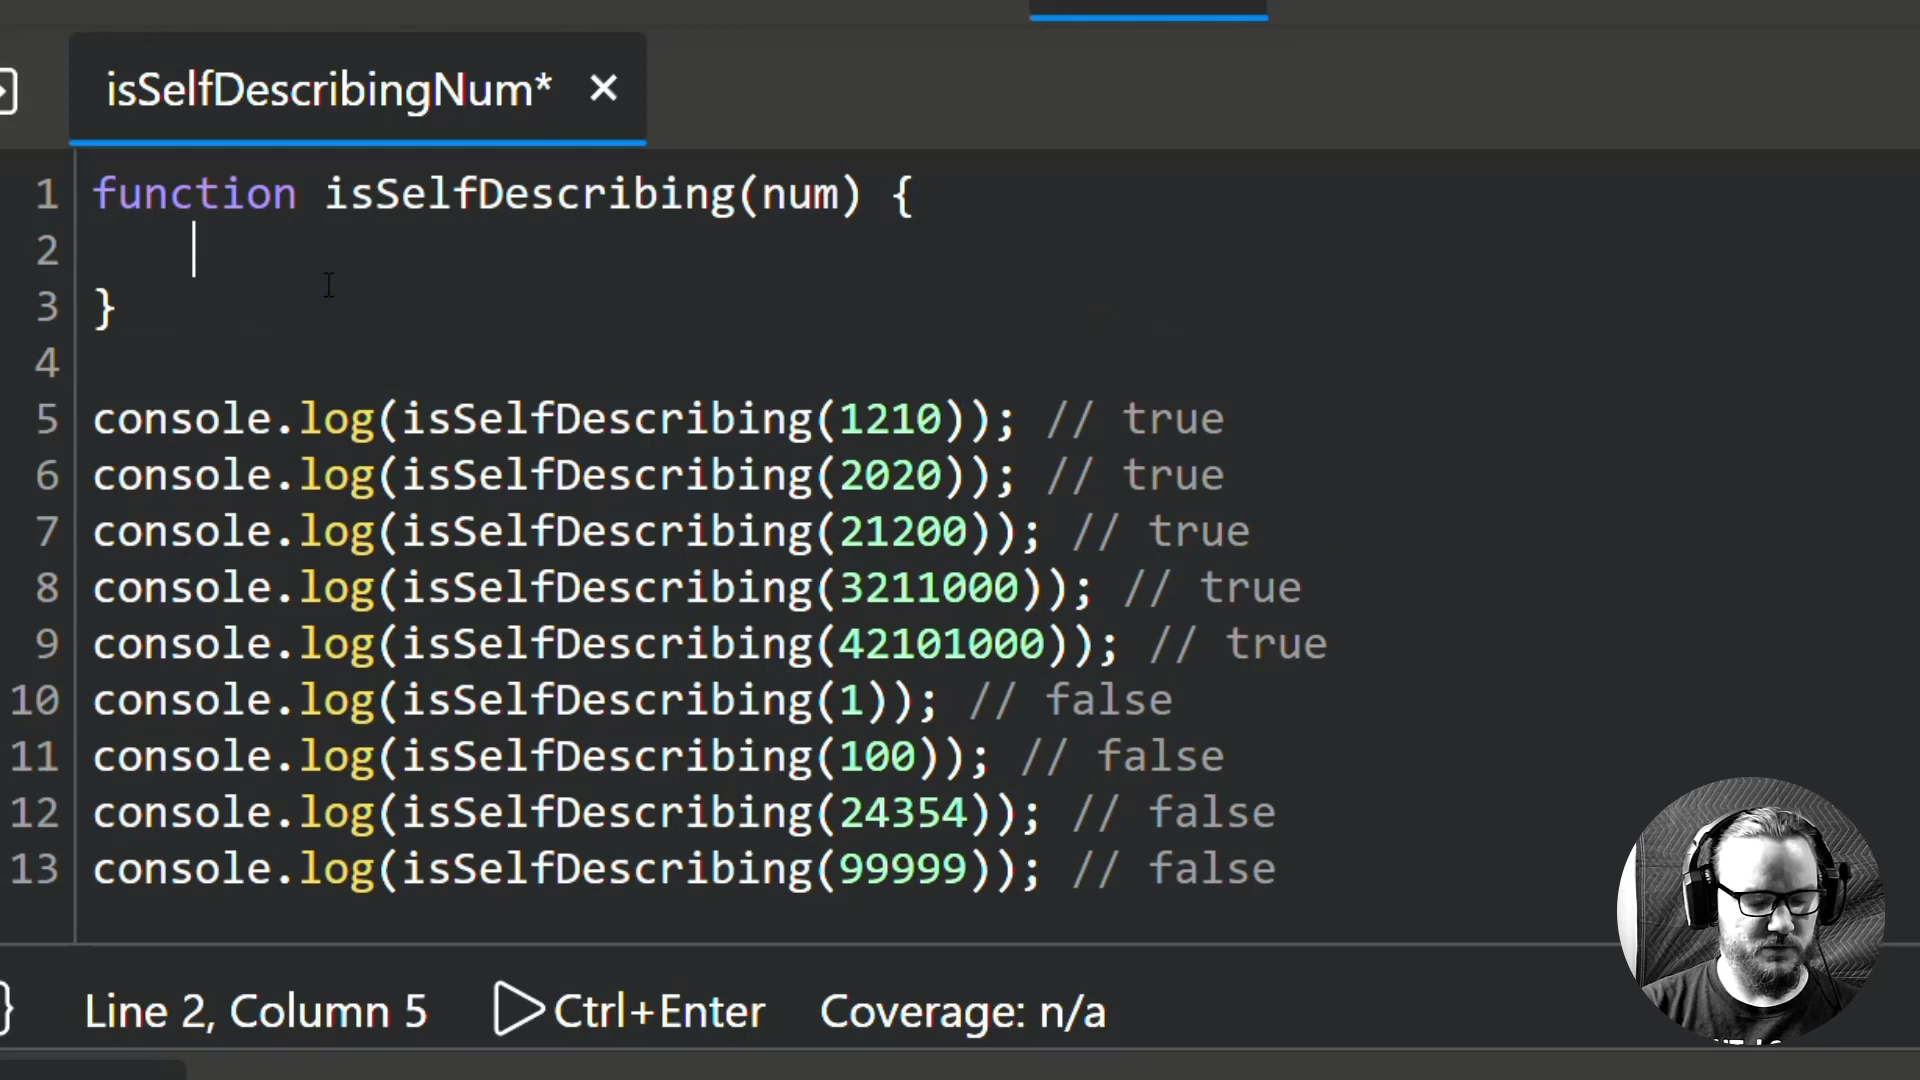 isSelfDescribingNum* ×
1 function isSelfDescribing(num) {
2
3 }
4
5 console.log(isSelfDescribing(1210)); // true
6 console.log(isSelfDescribing(2020)); // true
7 console.log(isSelfDescribing(21200)); // true
8 console.log(isSelfDescribing(3211000)); // true
9 console.log(isSelfDescribing(42101000)); // true
10 console.log(isSelfDescribing(1)); // false
11 console.log(isSelfDescribing(100)); // false
12 console.log(isSelfDescribing(24354)); // false
13 console.log(isSelfDescribing(99999)); // false
} Line 2, Column 5 Ctrl+Enter Coverage: n/a